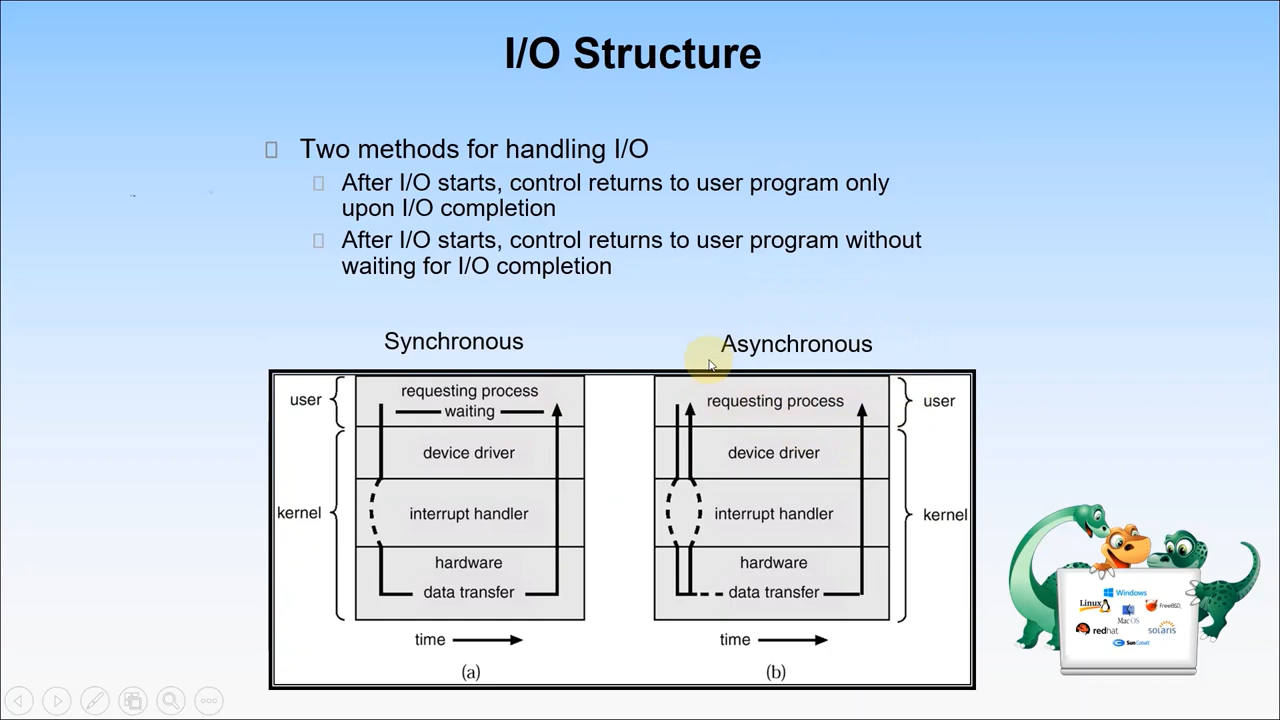 I/O Structure
Two methods for handling I/O
After I/O starts, control returns to user program only
upon I/O completion
After I/O starts, control returns to user program without
waiting for I/O completion
Synchronous
Asynchronous
user
requesting process
waiting
device driver
kernel
interrupt handler
hardware
data transfer
time
(a)
requesting process
user
device driver
interrupt handler
kernel
hardware
data transfer
time
(b)
Windows
Linux
FreeBSD
Mac OS
redhat
solaris
Sun Cobalt